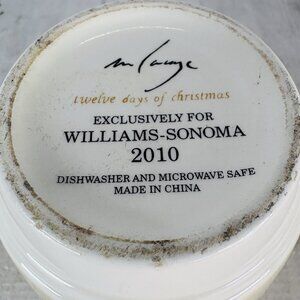 twelve days of christmas
EXCLUSIVELY FOR
WILLIAMS-SONOMA
2010
DISHWASHER AND MICROWAVE SAFE
MADE IN CHINA